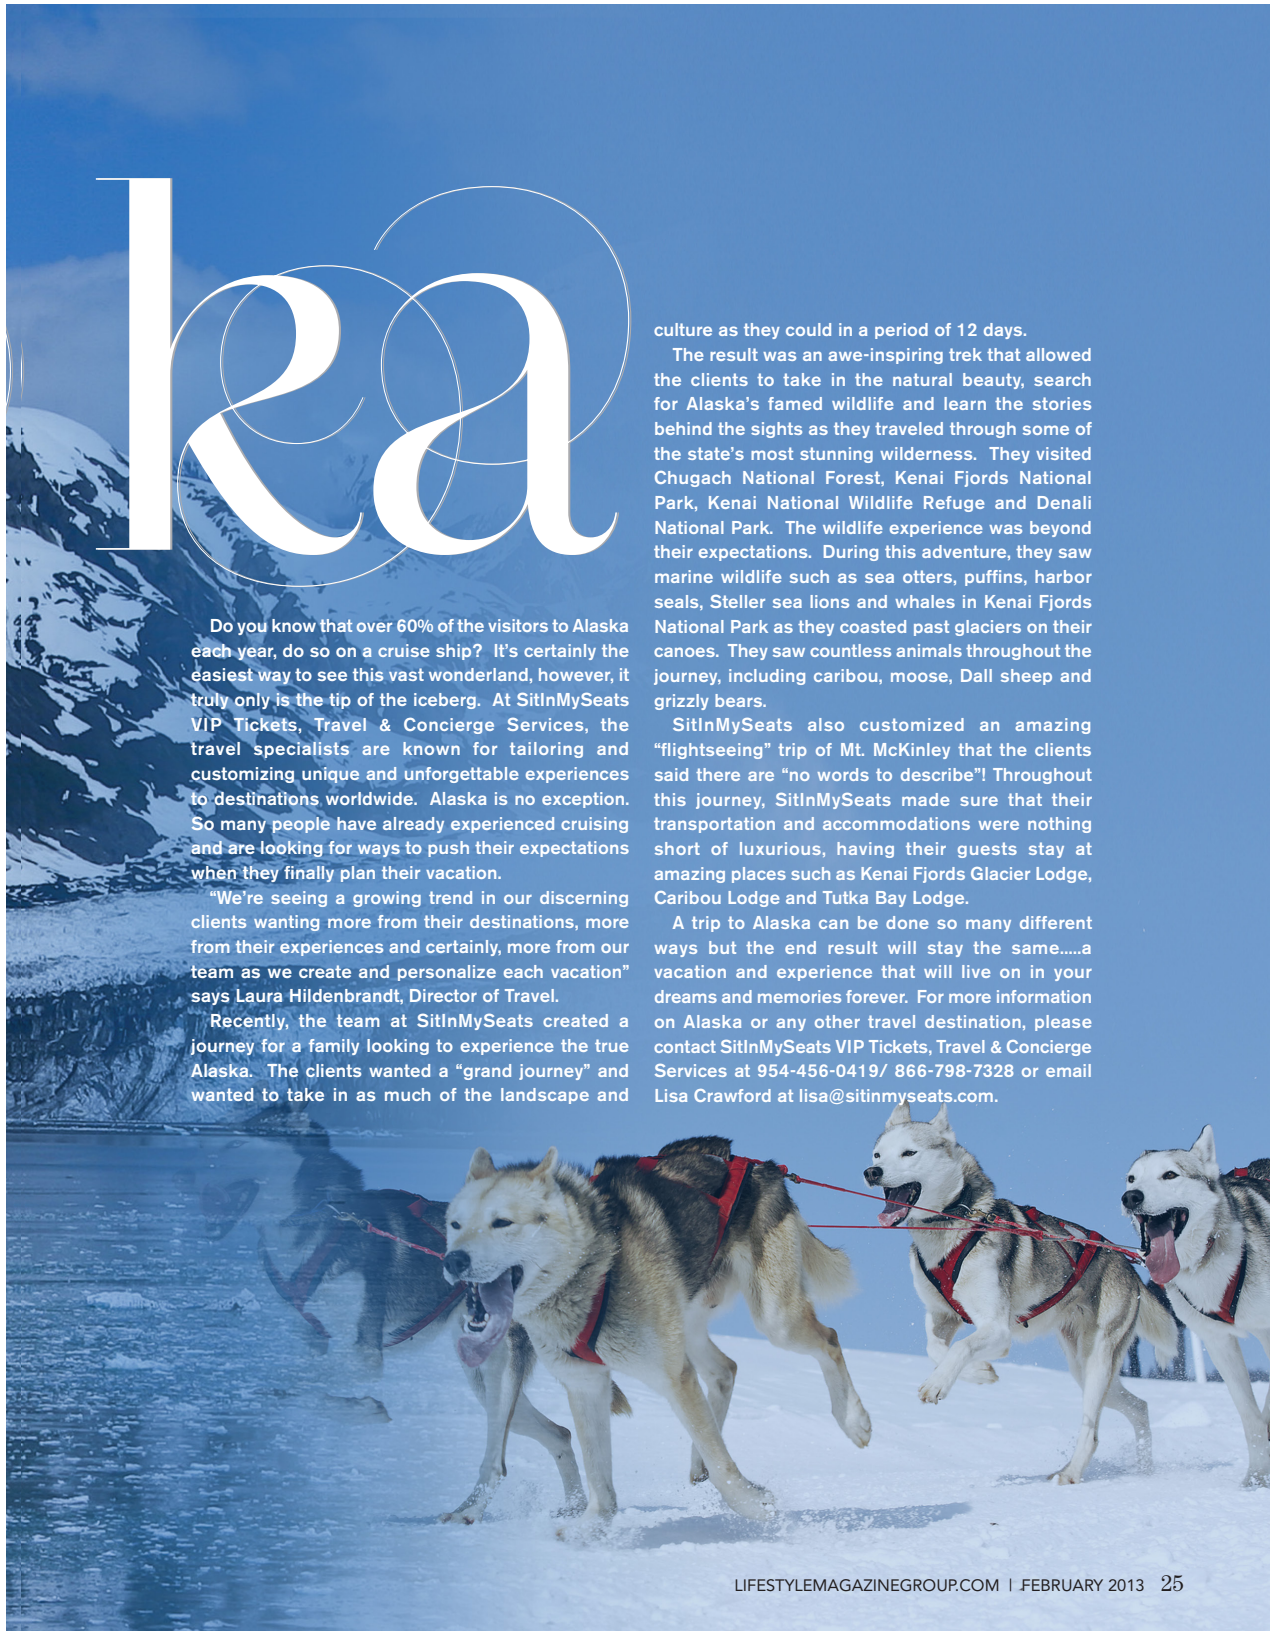 ka
Do you know that over 60% of the visitors to Alaska
each year, do so on a cruise ship? It’s certainly the
easiest way to see this vast wonderland, however, it
truly only is the tip of the iceberg. At SitInMySeats
VIP Tickets, Travel & Concierge Services, the
travel specialists are known for tailoring and
customizing unique and unforgettable experiences
to destinations worldwide. Alaska is no exception.
So many people have already experienced cruising
and are looking for ways to push their expectations
when they finally plan their vacation.
“We’re seeing a growing trend in our discerning
clients wanting more from their destinations, more
from their experiences and certainly, more from our
team as we create and personalize each vacation”
says Laura Hildenbrandt, Director of Travel.
Recently, the team at SitInMySeats created a
journey for a family looking to experience the true
Alaska. The clients wanted a “grand journey” and
wanted to take in as much of the landscape and
culture as they could in a period of 12 days.
The result was an awe-inspiring trek that allowed
the clients to take in the natural beauty, search
for Alaska’s famed wildlife and learn the stories
behind the sights as they traveled through some of
the state’s most stunning wilderness. They visited
Chugach National Forest, Kenai Fjords National
Park, Kenai National Wildlife Refuge and Denali
National Park. The wildlife experience was beyond
their expectations. During this adventure, they saw
marine wildlife such as sea otters, puffins, harbor
seals, Steller sea lions and whales in Kenai Fjords
National Park as they coasted past glaciers on their
canoes. They saw countless animals throughout the
journey, including caribou, moose, Dall sheep and
grizzly bears.
SitInMySeats also customized an amazing
“flightseeing” trip of Mt. McKinley that the clients
said there are “no words to describe”! Throughout
this journey, SitInMySeats made sure that their
transportation and accommodations were nothing
short of luxurious, having their guests stay at
amazing places such as Kenai Fjords Glacier Lodge,
Caribou Lodge and Tutka Bay Lodge.
A trip to Alaska can be done so many different
ways but the end result will stay the same.....a
vacation and experience that will live on in your
dreams and memories forever. For more information
on Alaska or any other travel destination, please
contact SitInMySeats VIP Tickets, Travel & Concierge
Services at 954-456-0419/ 866-798-7328 or email
Lisa Crawford at lisa@sitinmyseats.com.
LIFESTYLEMAGAZINEGROUP.COM | FEBRUARY 2013 25